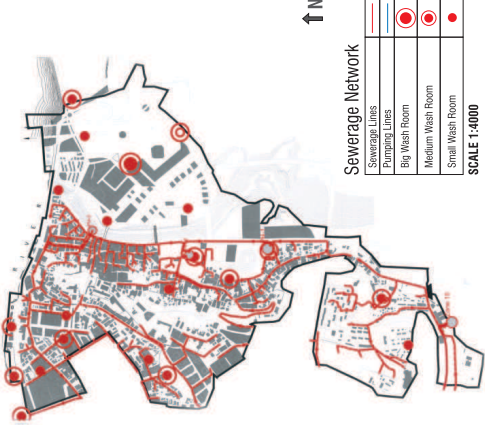 N
Sewerage Network
Sewerage Lines
Pumping Lines
Big Wash Room
Medium Wash Room
Small Wash Room
SCALE 1:4000